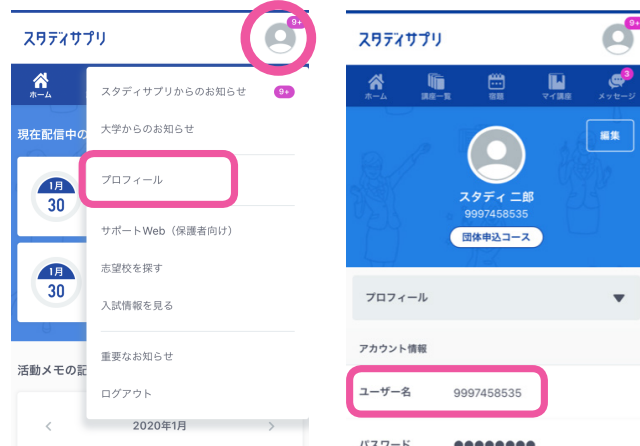 スタディサプリ
9+
ホーム
現在配信中の
1月
30
1月
30
活動メモの記
2020年1月
スタディサプリからのお知らせ
9+
大学からのお知らせ
プロフィール
サポートWeb（保護者向け）
志望校を探す
入試情報を見る
重要なお知らせ
ログアウト
スタディサプリ
9+
ホーム
講座一覧
宿題
マイ講座
メッセージ
3
編集
スタディ 二郎
9997458535
団体申込コース
プロフィール
アカウント情報
ユーザー名 9997458535
パスワード